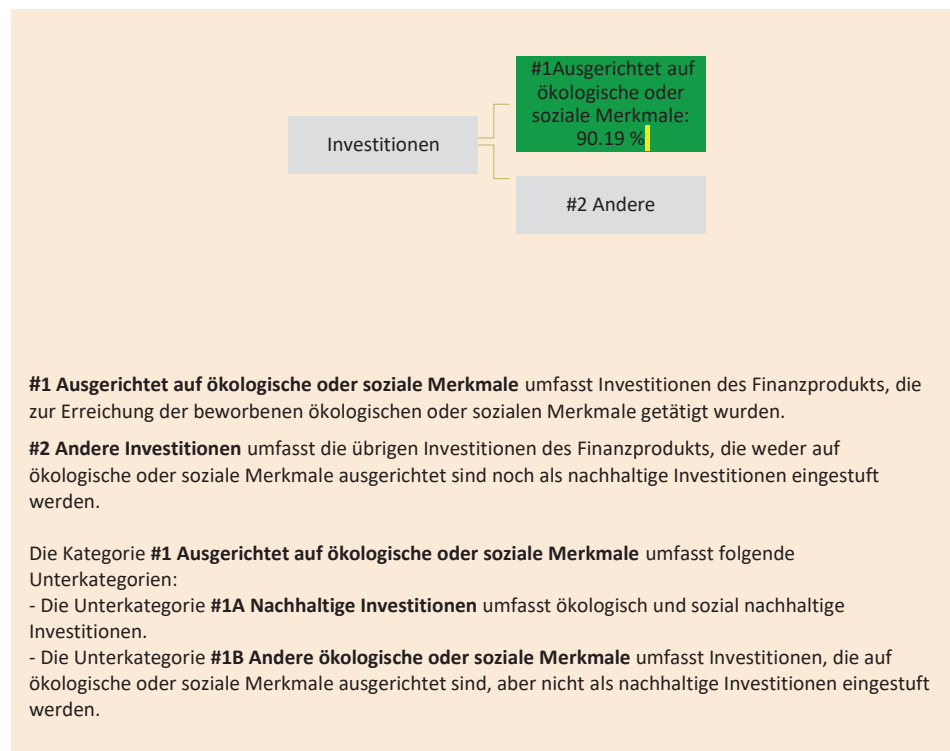 #1Ausgerichtet auf
ökologische oder
soziale Merkmale:
90.19 %
Investitionen
#2 Andere
#1 Ausgerichtet auf ökologische oder soziale Merkmale umfasst Investitionen des Finanzprodukts, die
zur Erreichung der beworbenen ökologischen oder sozialen Merkmale getätigt wurden.
#2 Andere Investitionen umfasst die übrigen Investitionen des Finanzprodukts, die weder auf
ökologische oder soziale Merkmale ausgerichtet sind noch als nachhaltige Investitionen eingestuft
werden.
Die Kategorie #1 Ausgerichtet auf ökologische oder soziale Merkmale umfasst folgende
Unterkategorien:
- Die Unterkategorie #1A Nachhaltige Investitionen umfasst ökologisch und sozial nachhaltige
Investitionen.
- Die Unterkategorie #1B Andere ökologische oder soziale Merkmale umfasst Investitionen, die auf
ökologische oder soziale Merkmale ausgerichtet sind, aber nicht als nachhaltige Investitionen eingestuft
werden.